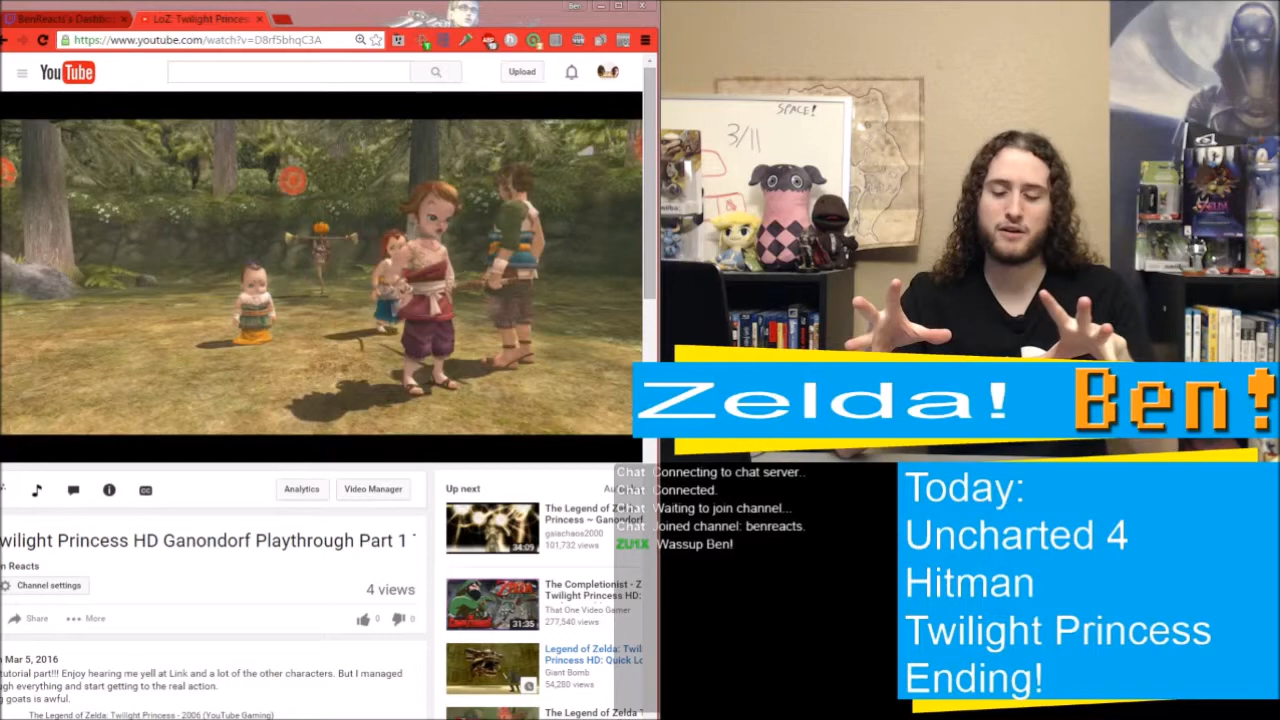 BenReacts's Dashbo
LoZ: Twilight Princes
Ben
https://www.youtube.com/watch?v=D8rf5bhqC3A
YouTube
Upload
SPACE!
3/11
Zelda! Ben!
Analytics
Video Manager
Up next
wilight Princess HD Ganondorf Playthrough Part 1
n Reacts
Channel settings
4 views
Share
More
0
0
n Mar 5, 2016
tutorial part!!! Enjoy hearing me yell at Link and a lot of the other characters. But I managed
gh everything and start getting to the real action.
g goats is awful.
The Legend of Zelda: Twilight Princess - 2006 (YouTube Gaming)
The Legend of Z
Princess ~ Ganondorf
gsiachaos2000
101,732 views
34:09
The Completionist - Z
Twilight Princess HD:
That One Video Gamer
277,540 views
31:35
Legend of Zelda: Twil
Princess HD: Quick Lo
Giant Bomb
54,280 views
The Legend of Zelda T
Chat Connecting to chat server..
Chat Connected.
Chat Waiting to join channel...
Chat Joined channel: benreacts.
ZU1X Wassup Ben!
Today:
Uncharted 4
Hitman
Twilight Princess
Ending!